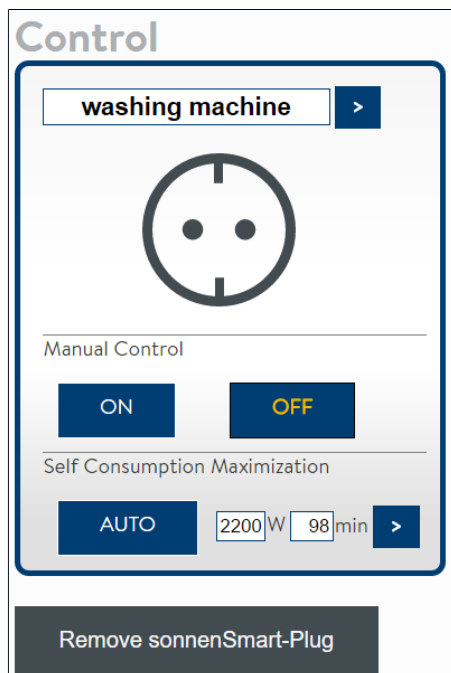 Control
washing machine >
Manual Control
ON OFF
Self Consumption Maximization
AUTO 2200 W 98 min >
Remove sonnenSmart-Plug